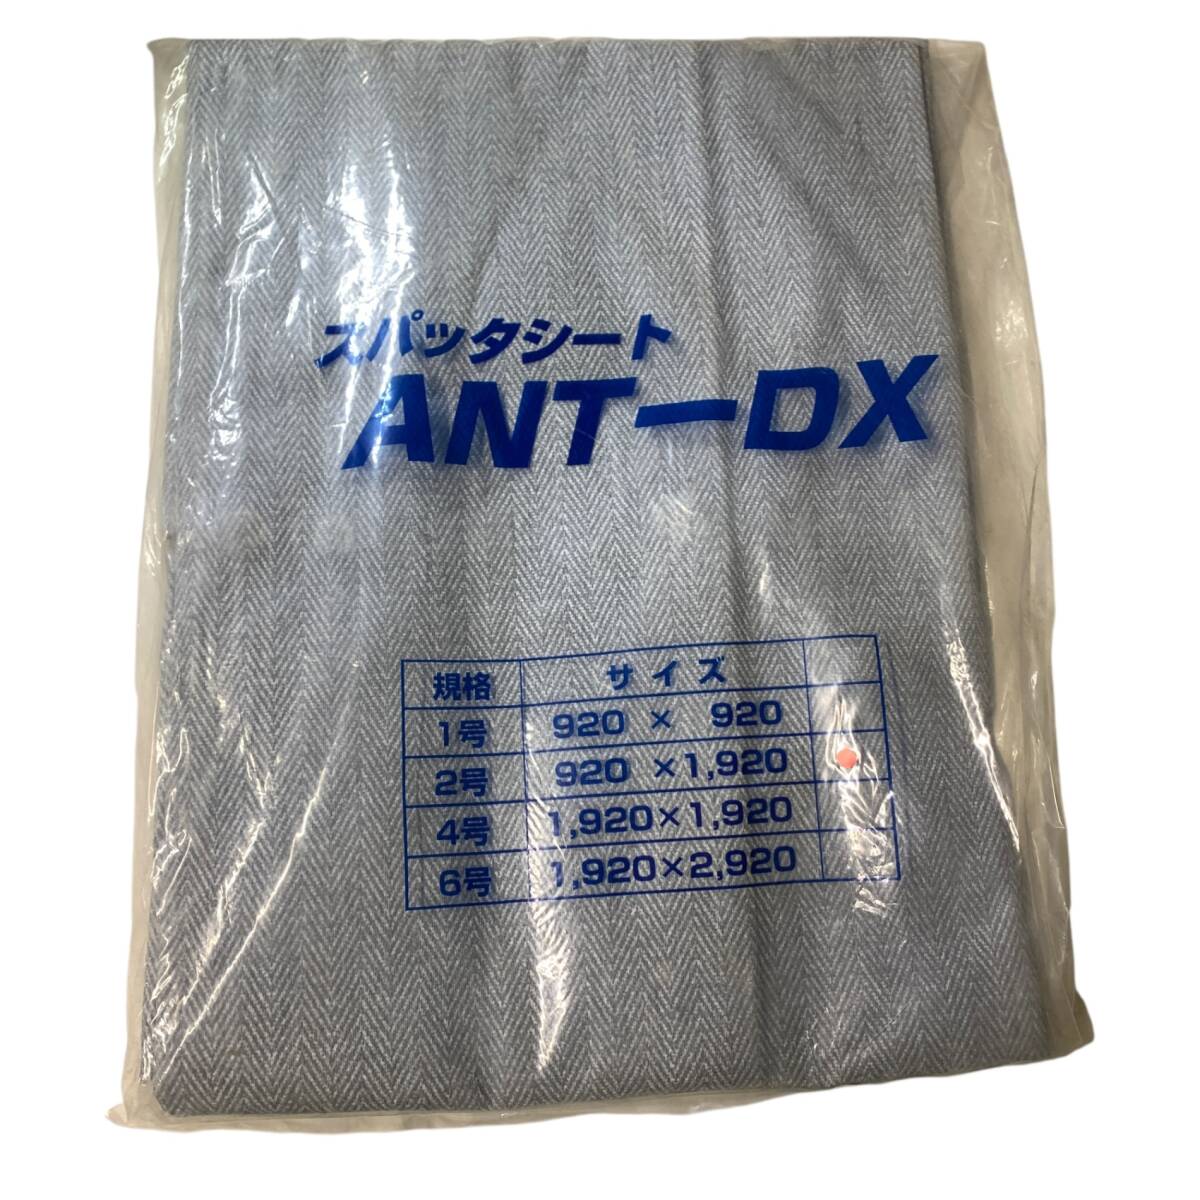 スパッタシート
ANT-DX
規格 サイズ
1号 920 × 920
2号 920 ×1,920
4号 1,920×1,920
6号 1,920×2,920